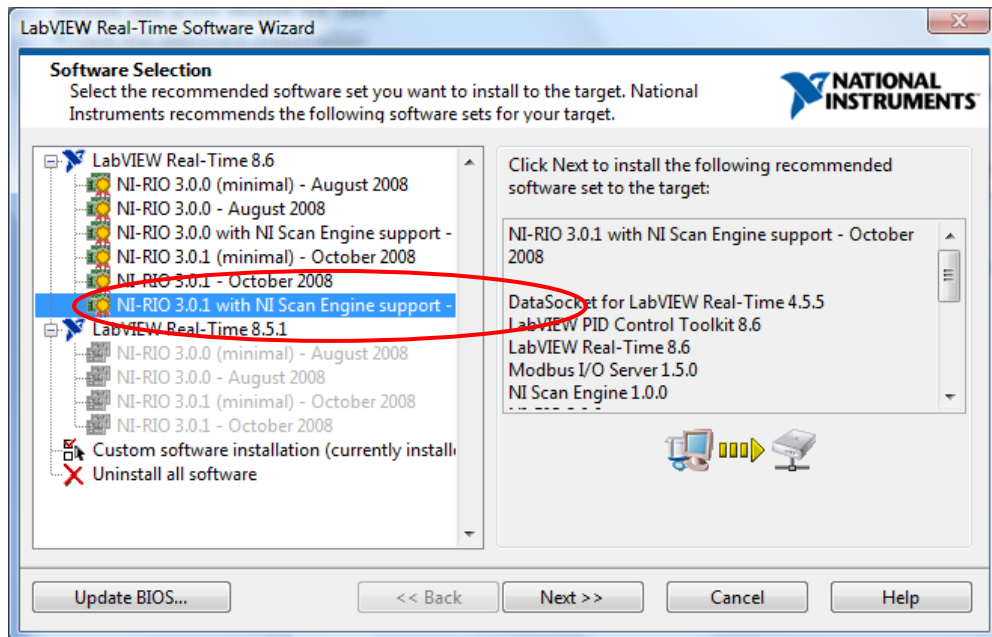 LabVIEW Real-Time Software Wizard
Software Selection
Select the recommended software set you want to install to the target. National
Instruments recommends the following software sets for your target.
NATIONAL
INSTRUMENTS
LabVIEW Real-Time 8.6
NI-RIO 3.0.0 (minimal) - August 2008
NI-RIO 3.0.0 - August 2008
NI-RIO 3.0.0 with NI Scan Engine support -
NI-RIO 3.0.1 (minimal) - October 2008
NI-RIO 3.0.1 - October 2008
NI-RIO 3.0.1 with NI Scan Engine support -
LabVIEW Real-Time 8.5.1
NI-RIO 3.0.0 (minimal) - August 2008
NI-RIO 3.0.0 - August 2008
NI-RIO 3.0.1 (minimal) - October 2008
NI-RIO 3.0.1 - October 2008
Custom software installation (currently installe
Uninstall all software
Click Next to install the following recommended
software set to the target:
NI-RIO 3.0.1 with NI Scan Engine support - October
2008
DataSocket for LabVIEW Real-Time 4.5.5
LabVIEW PID Control Toolkit 8.6
LabVIEW Real-Time 8.6
Modbus I/O Server 1.5.0
NI Scan Engine 1.0.0
Update BIOS...
<< Back
Next >>
Cancel
Help